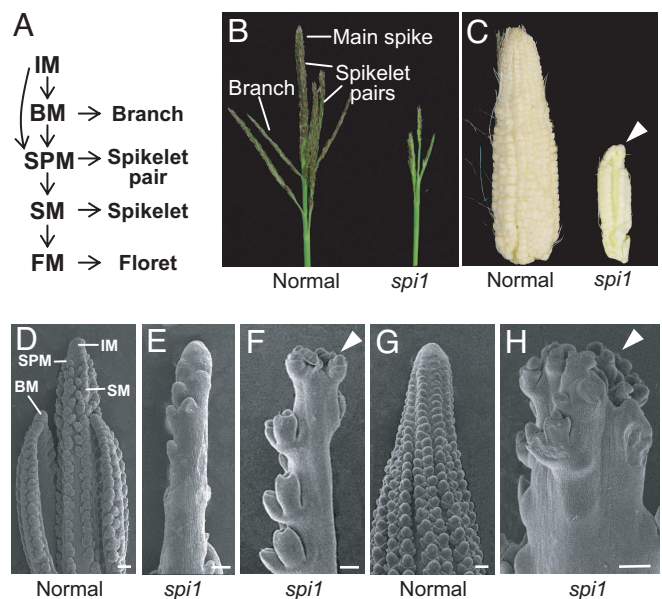 A
IM
BM
Branch
SPM
Spikelet
pair
SM
Spikelet
FM
Floret
B
Main spike
Spikelet
pairs
Branch
Normal
spi1
C
Normal
spi1
D
IM
SPM
BM
SM
Normal
E
spi1
F
G
Normal
H
spi1